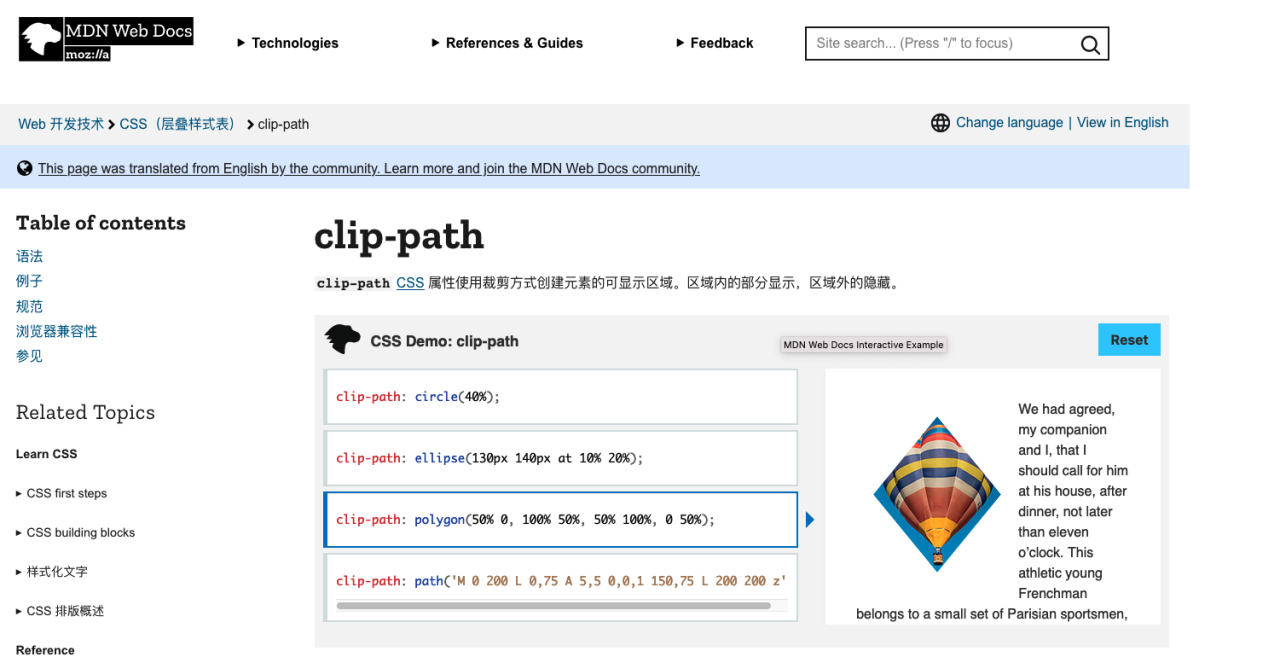 MDN Web Docs
moz://a
Technologies
References & Guides
Feedback
Site search... (Press "/" to focus)
Web 开发技术 CSS（层叠样式表） clip-path
Change language | View in English
This page was translated from English by the community. Learn more and join the MDN Web Docs community.
Table of contents
语法
例子
规范
浏览器兼容性
参见
Related Topics
Learn CSS
CSS first steps
CSS building blocks
样式化文字
CSS 排版概述
Reference
clip-path
clip-path CSS 属性使用裁剪方式创建元素的可显示区域。区域内的部分显示，区域外的隐藏。
CSS Demo: clip-path
MDN Web Docs Interactive Example
Reset
clip-path: circle(40%);
clip-path: ellipse(130px 140px at 10% 20%);
clip-path: polygon(50% 0, 100% 50%, 50% 100%, 0 50%);
clip-path: path('M 0 200 L 0,75 A 5,5 0,0,1 150,75 L 200 200 z'
We had agreed,
my companion
and I, that I
should call for him
at his house, after
dinner, not later
than eleven
o’clock. This
athletic young
Frenchman
belongs to a small set of Parisian sportsmen,